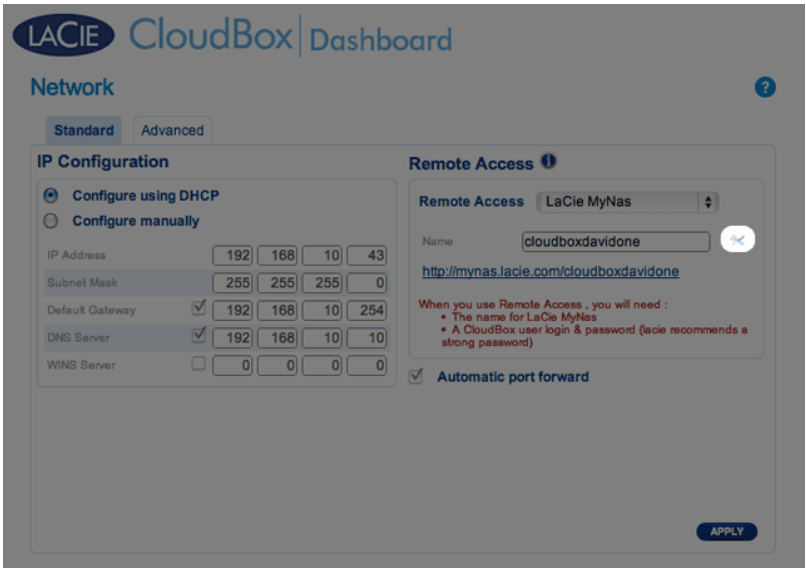 LACIE CloudBox Dashboard
Network
?
Standard Advanced
IP Configuration
Configure using DHCP
Configure manually
IP Address 192 168 10 43
Subnet Mask 255 255 255 0
Default Gateway 192 168 10 254
DNS Server 192 168 10 10
WINS Server 0 0 0 0
Remote Access i
Remote Access LaCie MyNas
Name cloudboxdavidone
http://mynas.lacie.com/cloudboxdavidone
When you use Remote Access , you will need :
• The name for LaCie MyNas
• A CloudBox user login & password (lacie recommends a
strong password)
Automatic port forward
APPLY